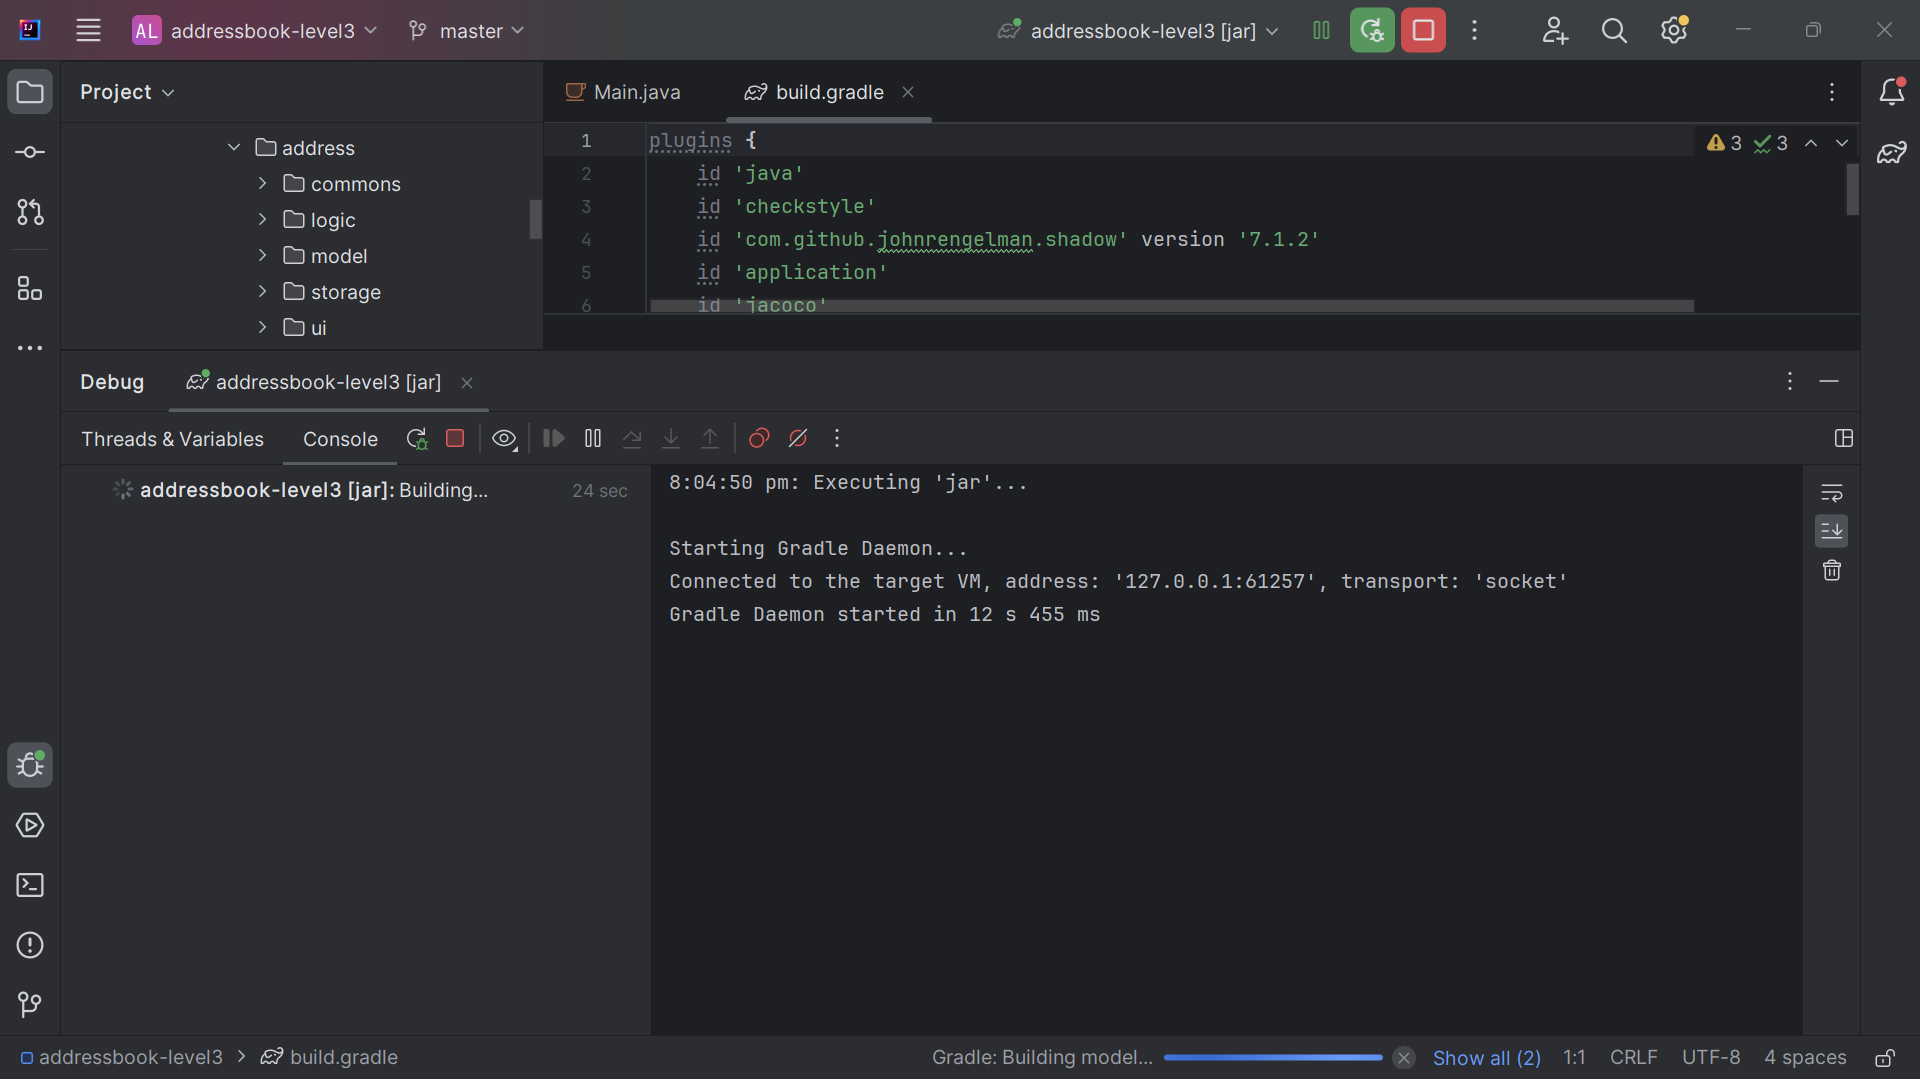 AL addressbook-level3 master addressbook-level3 [jar]
Project
Main.java build.gradle
address
commons
logic
model
storage
ui
1 plugins {
2 id 'java'
3 id 'checkstyle'
4 id 'com.github.johnrengelman.shadow' version '7.1.2'
5 id 'application'
6 id 'jacoco'
3 3
Debug addressbook-level3 [jar]
Threads & Variables Console
addressbook-level3 [jar]: Building... 24 sec
8:04:50 pm: Executing 'jar'...
Starting Gradle Daemon...
Connected to the target VM, address: '127.0.0.1:61257', transport: 'socket'
Gradle Daemon started in 12 s 455 ms
addressbook-level3 > build.gradle
Gradle: Building model... Show all (2) 1:1 CRLF UTF-8 4 spaces